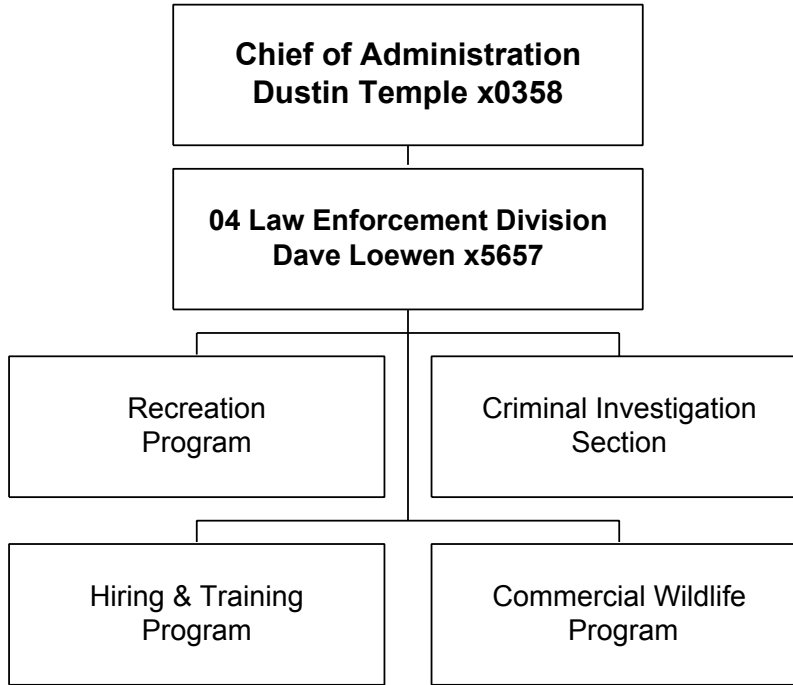 Chief of Administration
Dustin Temple x0358
04 Law Enforcement Division
Dave Loewen x5657
Recreation
Program
Criminal Investigation
Section
Hiring & Training
Program
Commercial Wildlife
Program